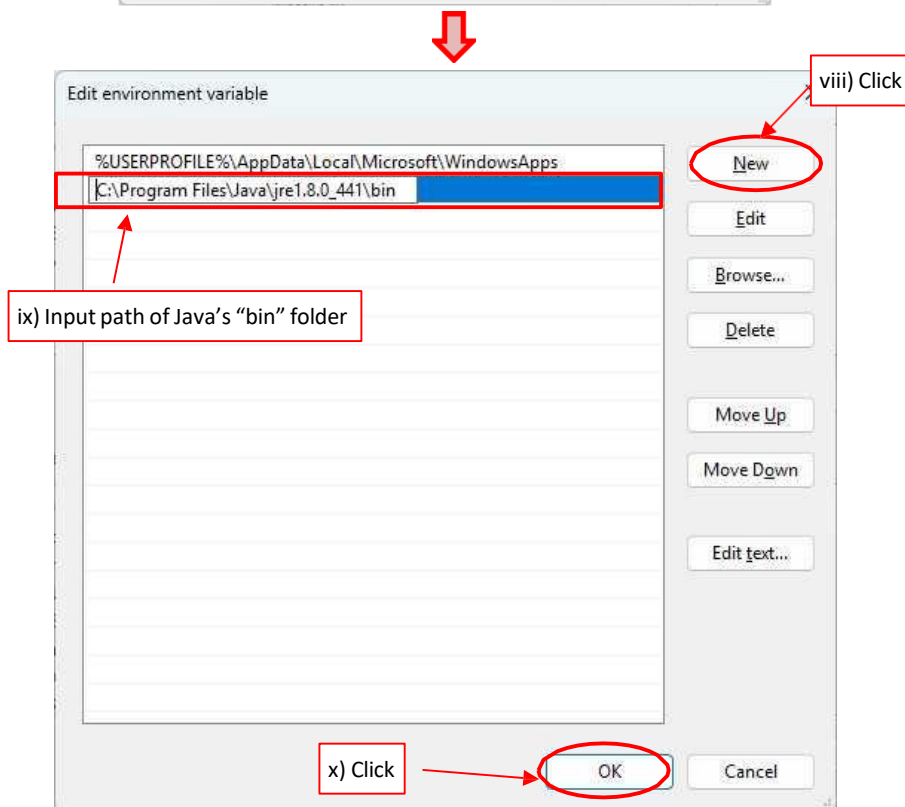 Edit environment variable
viii) Click
%USERPROFILE%\AppData\Local\Microsoft\WindowsApps
New
C:\Program Files\Java\jre1.8.0_441\bin
Edit
Browse...
ix) Input path of Java’s “bin” folder
Delete
Move Up
Move Down
Edit text...
x) Click
OK
Cancel